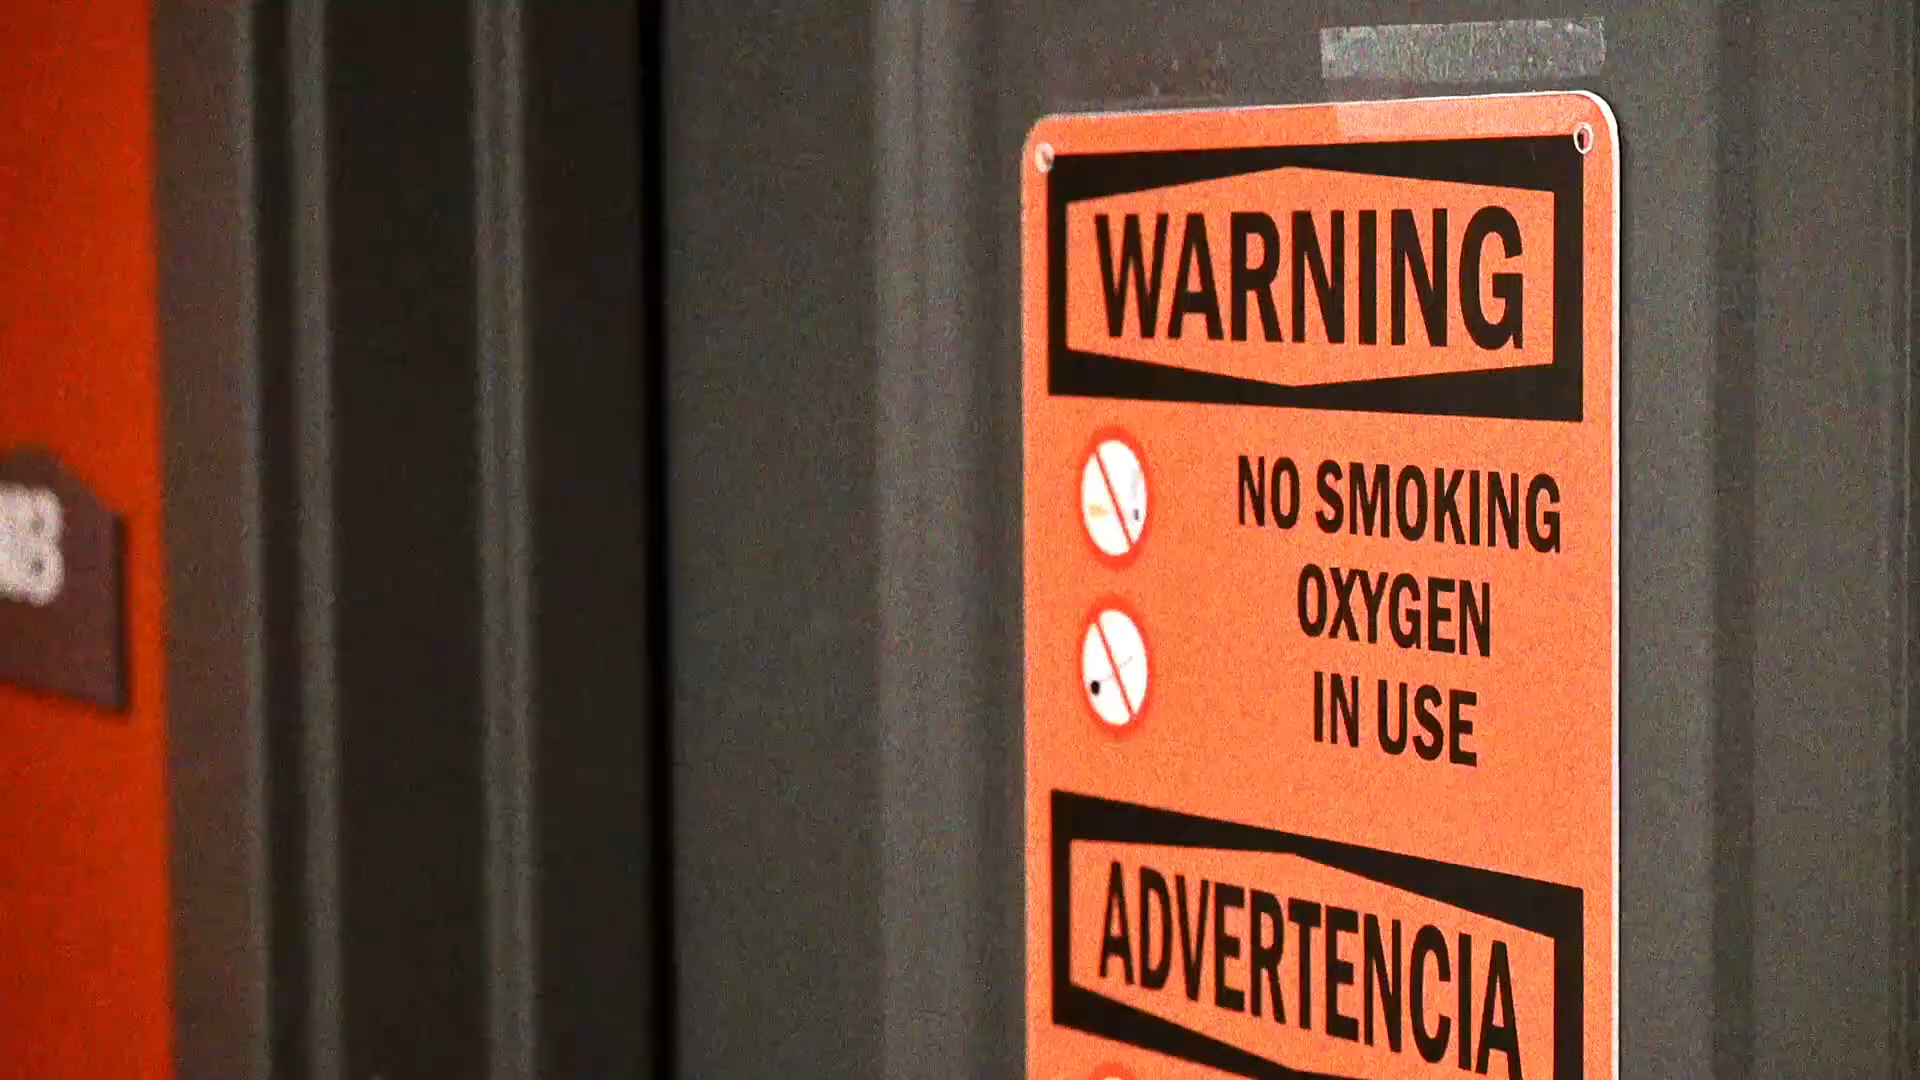 WARNING
NO SMOKING
OXYGEN
IN USE
ADVERTENCIA